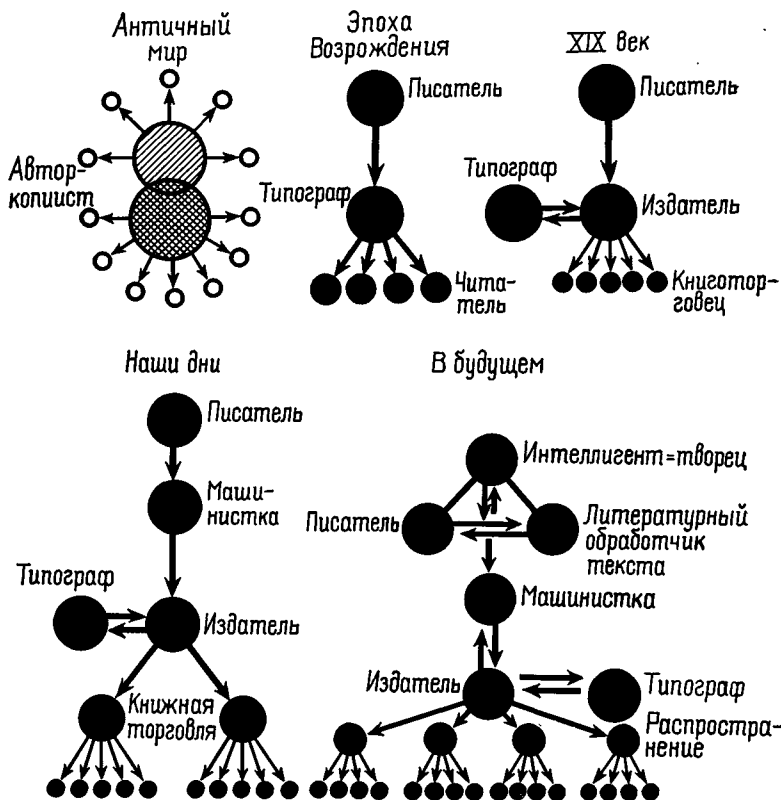 Античный
мир
Автор-
копиист
Эпоха
Возрождения
Писатель
Типограф
Чита-
тель
XIX век
Писатель
Типограф
Издатель
Книготор-
говец
Наши дни
Писатель
Маши-
нистка
Типограф
Издатель
Книжная
торговля
В будущем
Интеллигент=творец
Писатель
Литературный
обработчик
текста
Машинистка
Издатель
Типограф
Распростра-
нение